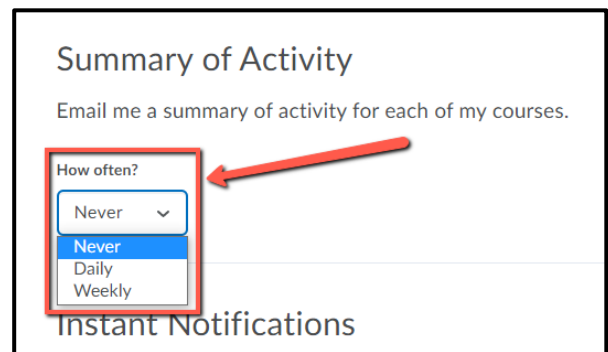 Summary of Activity
Email me a summary of activity for each of my courses.
How often?
Never
Never
Daily
Weekly
Instant Notifications